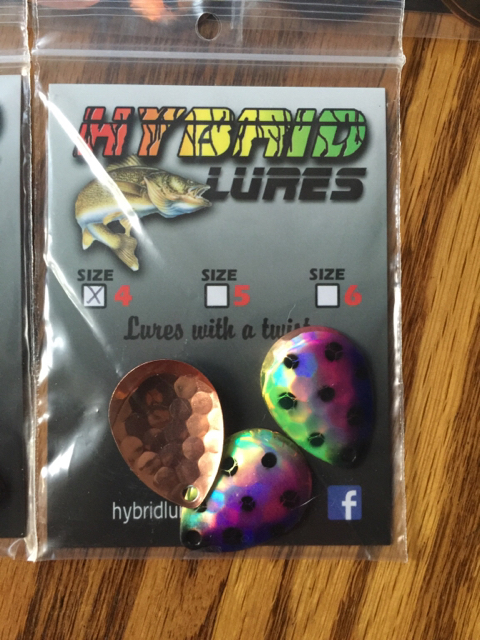 HYBRID
LURES
SIZE SIZE SIZE
4 5 6
Lures with a twist
hybridlu
f